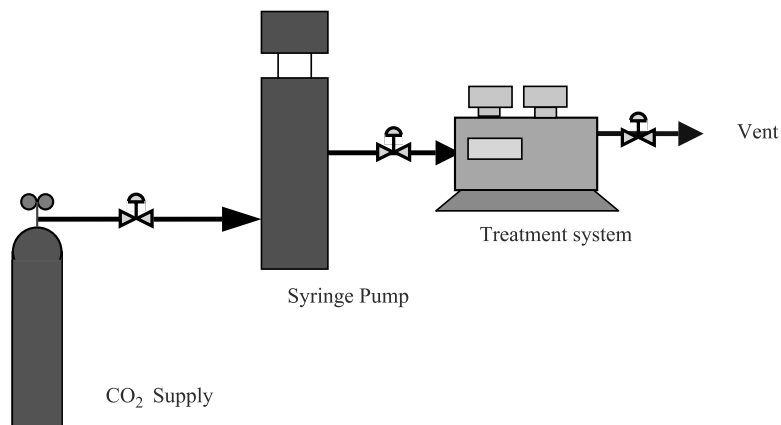 Vent
Treatment system
Syringe Pump
CO₂ Supply